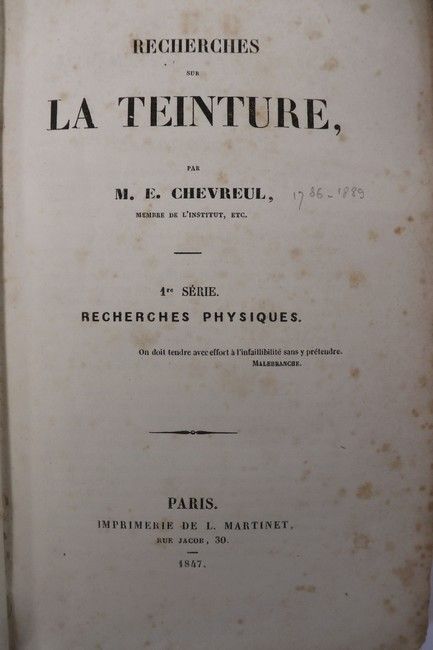 RECHERCHES
SUR
LA TEINTURE,
PAR
M. E. CHEVREUL, 1786-1889
MEMBRE DE L'INSTITUT, ETC.
1re SÉRIE.
RECHERCHES PHYSIQUES.
On doit tendre avec effort à l'infaillibilité sans y prétendre.
MALEBRANCHE.
PARIS.
IMPRIMERIE DE L. MARTINET,
RUE JACOB, 30.
1847.